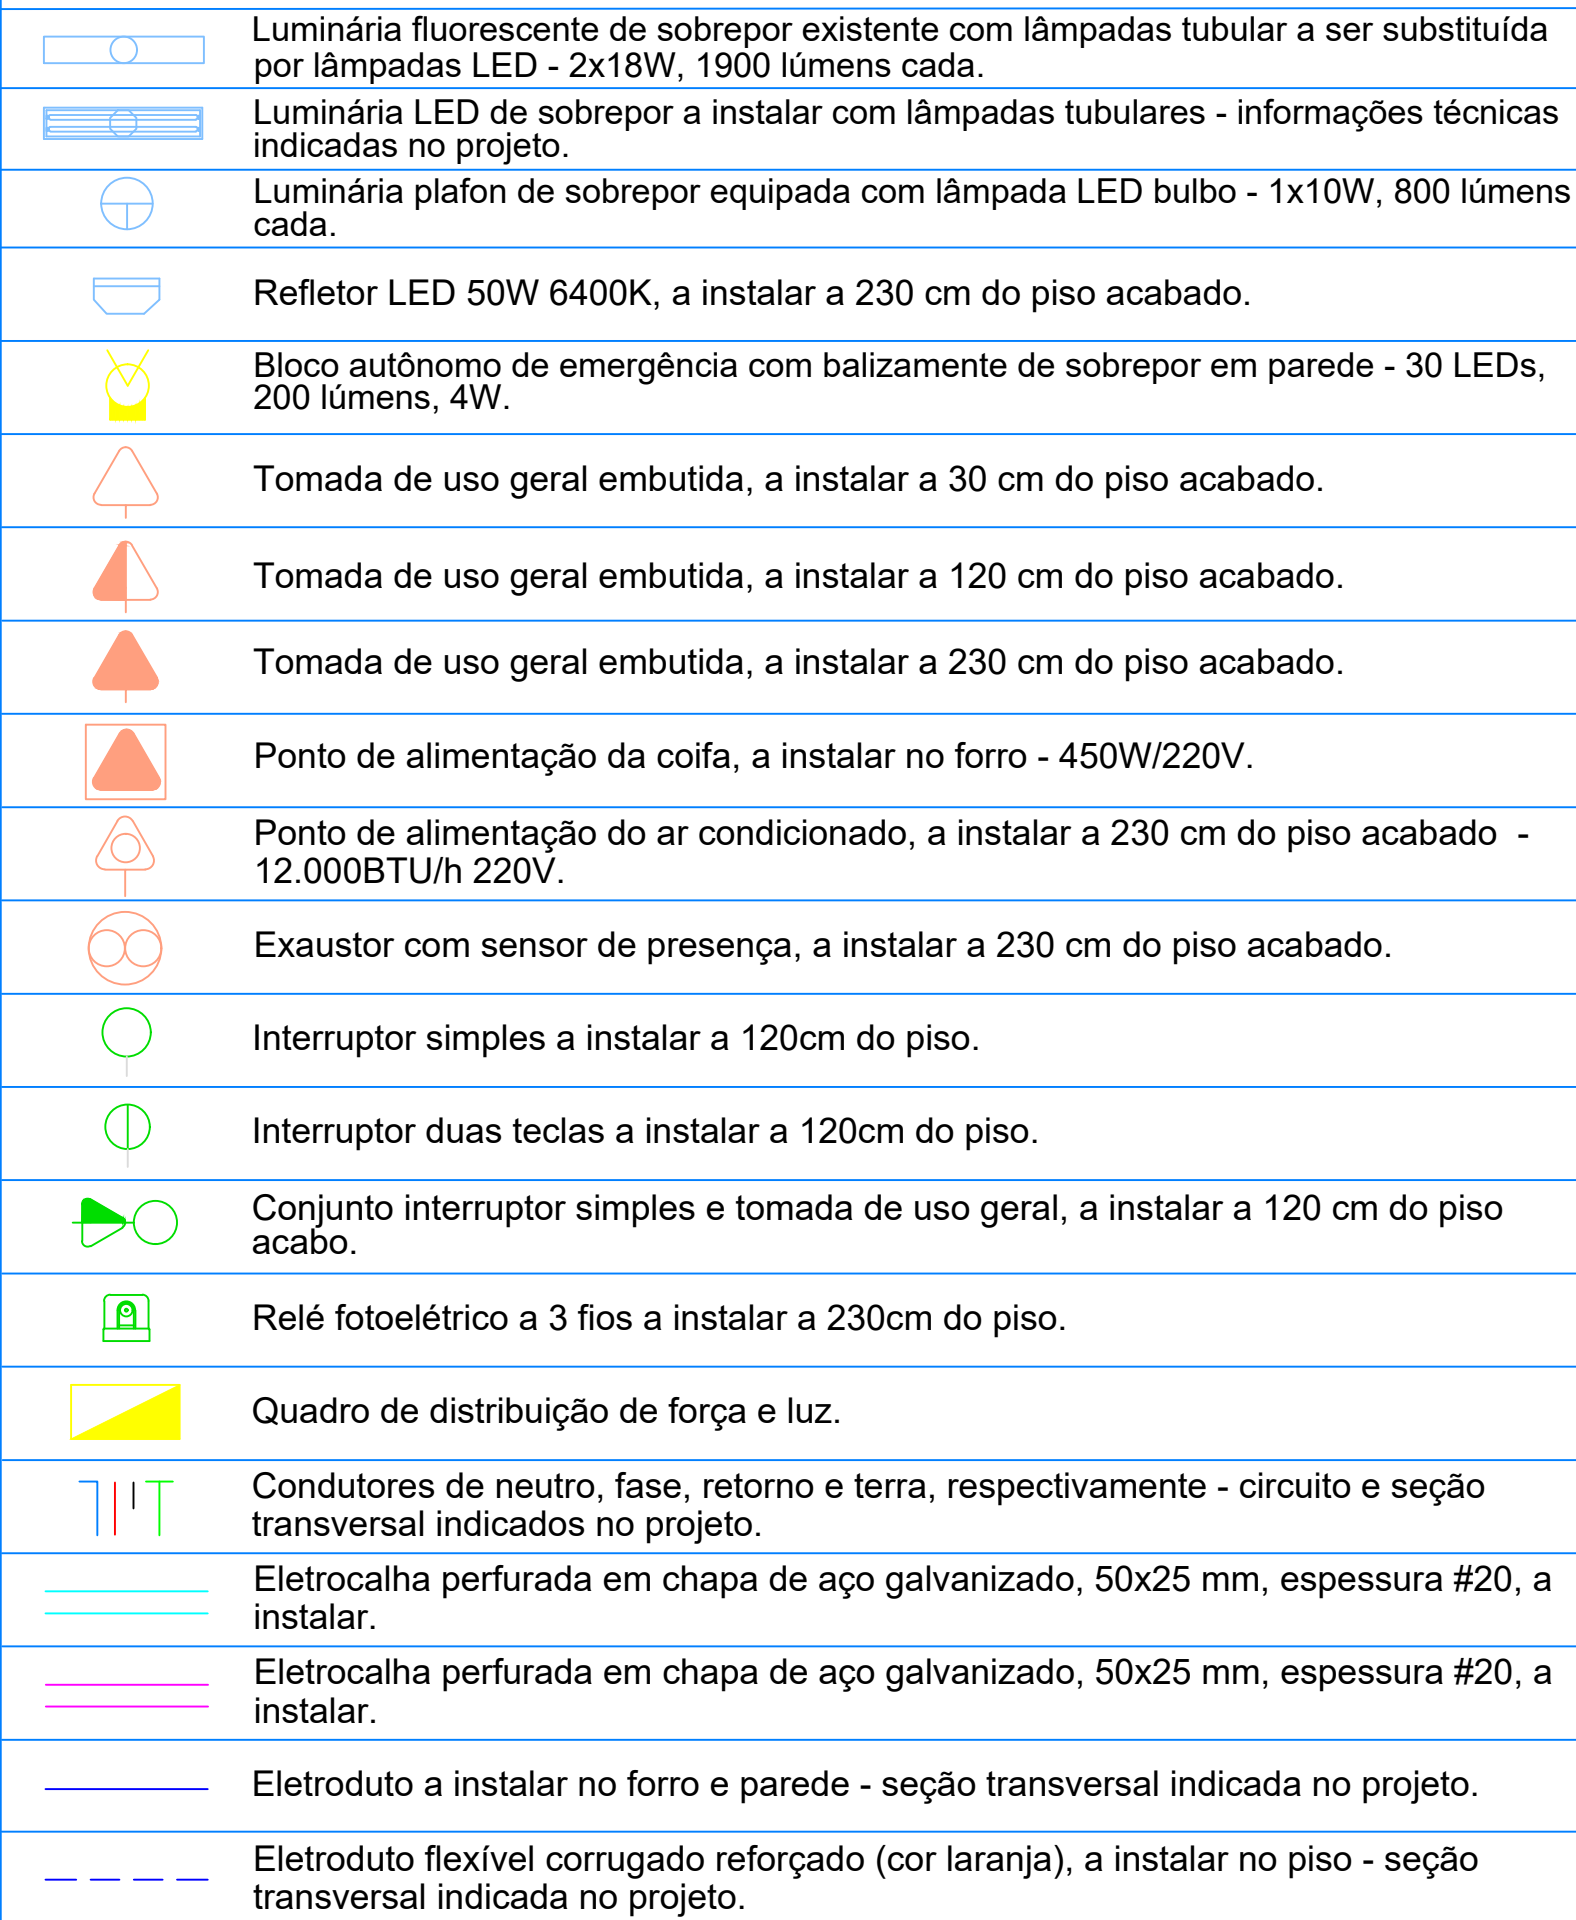 Luminária fluorescente de sobrepor existente com lâmpadas tubular a ser substituída
por lâmpadas LED - 2x18W, 1900 lúmens cada.
Luminária LED de sobrepor a instalar com lâmpadas tubulares - informações técnicas
indicadas no projeto.
Luminária plafon de sobrepor equipada com lâmpada LED bulbo - 1x10W, 800 lúmens
cada.
Refletor LED 50W 6400K, a instalar a 230 cm do piso acabado.
Bloco autônomo de emergência com balizamente de sobrepor em parede - 30 LEDs,
200 lúmens, 4W.
Tomada de uso geral embutida, a instalar a 30 cm do piso acabado.
Tomada de uso geral embutida, a instalar a 120 cm do piso acabado.
Tomada de uso geral embutida, a instalar a 230 cm do piso acabado.
Ponto de alimentação da coifa, a instalar no forro - 450W/220V.
Ponto de alimentação do ar condicionado, a instalar a 230 cm do piso acabado  -
12.000BTU/h 220V.
Exaustor com sensor de presença, a instalar a 230 cm do piso acabado.
Interruptor simples a instalar a 120cm do piso.
Interruptor duas teclas a instalar a 120cm do piso.
Conjunto interruptor simples e tomada de uso geral, a instalar a 120 cm do piso
acabo.
Relé fotoelétrico a 3 fios a instalar a 230cm do piso.
Quadro de distribuição de força e luz.
Condutores de neutro, fase, retorno e terra, respectivamente - circuito e seção
transversal indicados no projeto.
Eletrocalha perfurada em chapa de aço galvanizado, 50x25 mm, espessura #20, a
instalar.
Eletrocalha perfurada em chapa de aço galvanizado, 50x25 mm, espessura #20, a
instalar.
Eletroduto a instalar no forro e parede - seção transversal indicada no projeto.
Eletroduto flexível corrugado reforçado (cor laranja), a instalar no piso - seção
transversal indicada no projeto.